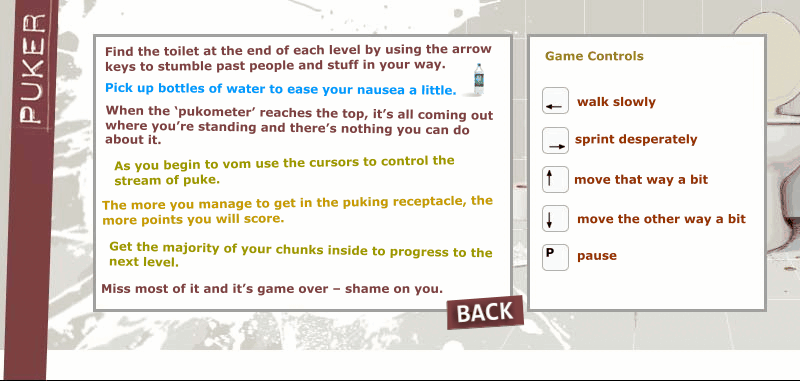 PUKER
Find the toilet at the end of each level by using the arrow
keys to stumble past people and stuff in your way.
Pick up bottles of water to ease your nausea a little.
When the ‘pukometer’ reaches the top, it’s all coming out
where you’re standing and there’s nothing you can do
about it.
As you begin to vom use the cursors to control the
stream of puke.
The more you manage to get in the puking receptacle, the
more points you will score.
Get the majority of your chunks inside to progress to the
next level.
Miss most of it and it’s game over – shame on you.
BACK
Game Controls
← walk slowly
→ sprint desperately
↑ move that way a bit
↓ move the other way a bit
P pause